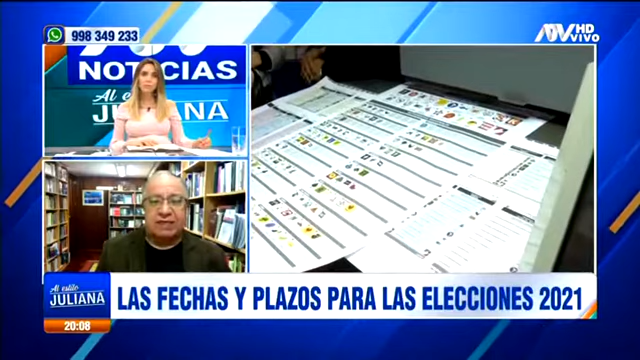 998 349 233
ATV HD
VIVO
NOTICIAS
Al estilo
JULIANA
Al estilo
JULIANA
LAS FECHAS Y PLAZOS PARA LAS ELECCIONES 2021
20:08